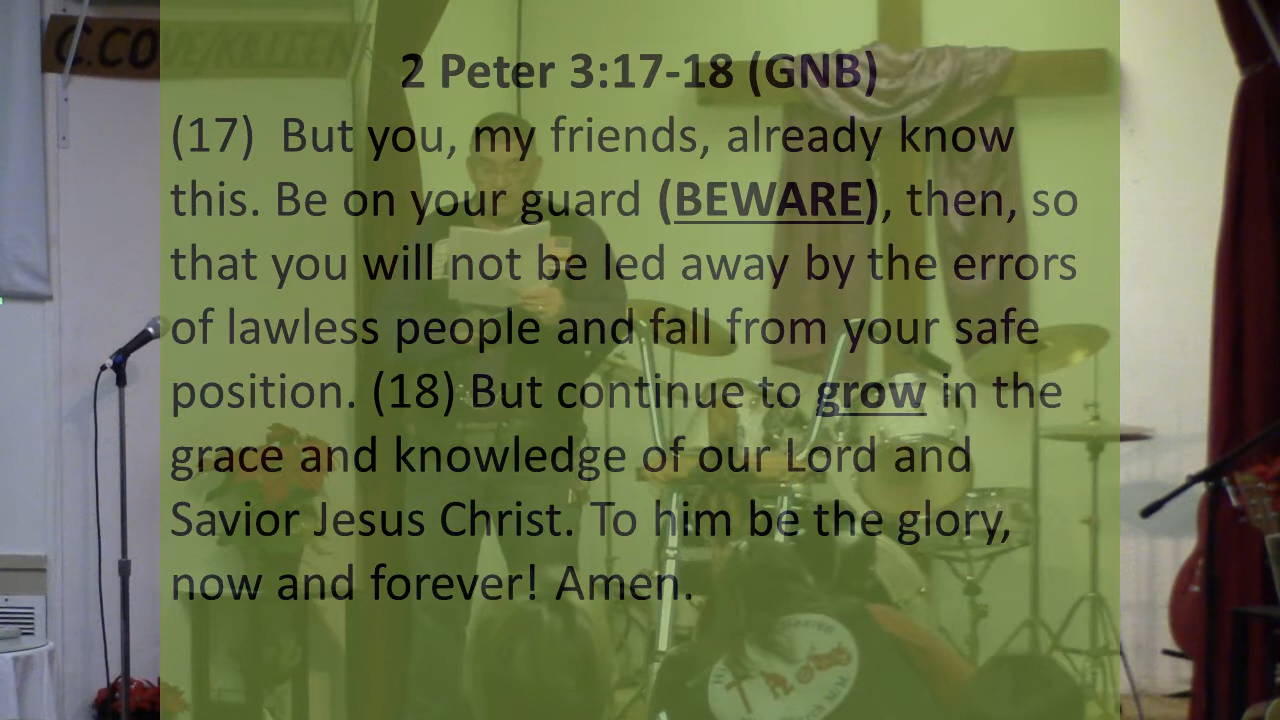 C.COVE/KILLEEN
2 Peter 3:17-18 (GNB)
(17) But you, my friends, already know
this. Be on your guard (BEWARE), then, so
that you will not be led away by the errors
of lawless people and fall from your safe
position. (18) But continue to grow in the
grace and knowledge of our Lord and
Savior Jesus Christ. To him be the glory,
now and forever! Amen.